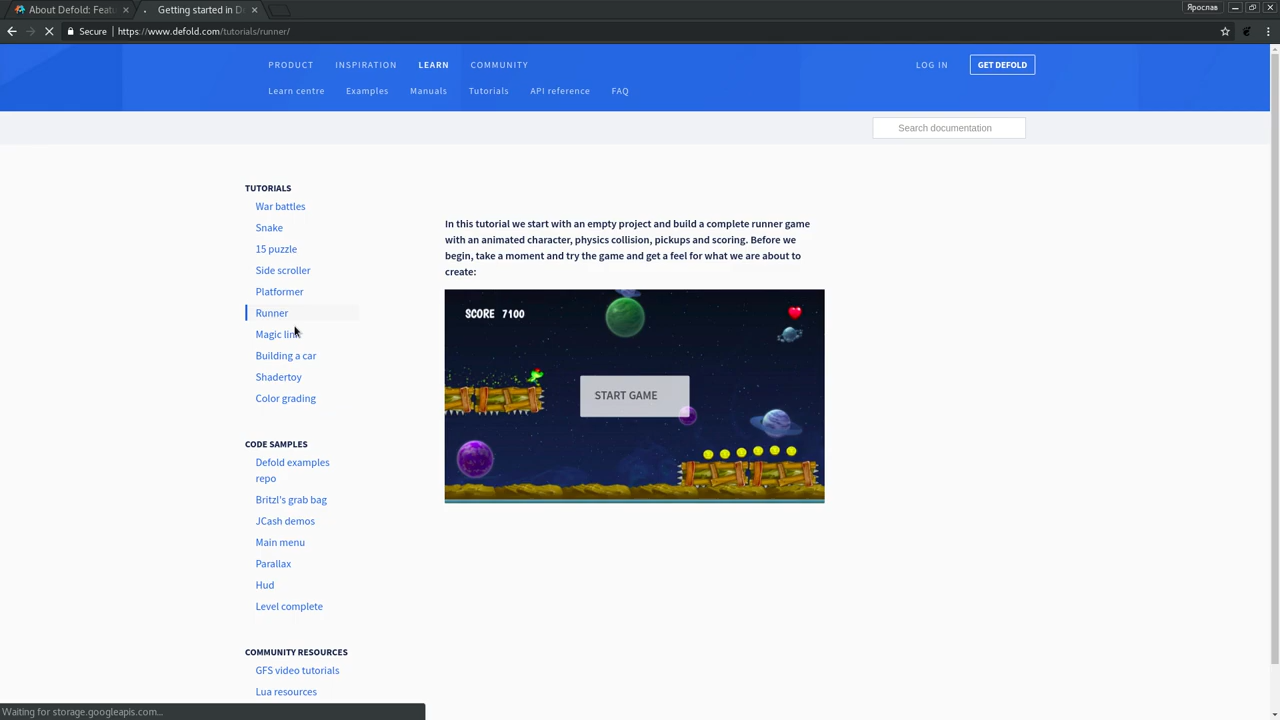 About Defold: Featu
Getting started in D
Ярослав
Secure
https://www.defold.com/tutorials/runner/
PRODUCT INSPIRATION LEARN COMMUNITY
LOG IN GET DEFOLD
Learn centre Examples Manuals Tutorials API reference FAQ
Search documentation
TUTORIALS
War battles
Snake
15 puzzle
Side scroller
Platformer
Runner
Magic link
Building a car
Shadertoy
Color grading
CODE SAMPLES
Defold examples
repo
Britzl's grab bag
JCash demos
Main menu
Parallax
Hud
Level complete
COMMUNITY RESOURCES
GFS video tutorials
Lua resources
In this tutorial we start with an empty project and build a complete runner game
with an animated character, physics collision, pickups and scoring. Before we
begin, take a moment and try the game and get a feel for what we are about to
create:
SCORE 7100
START GAME
Waiting for storage.googleapis.com...